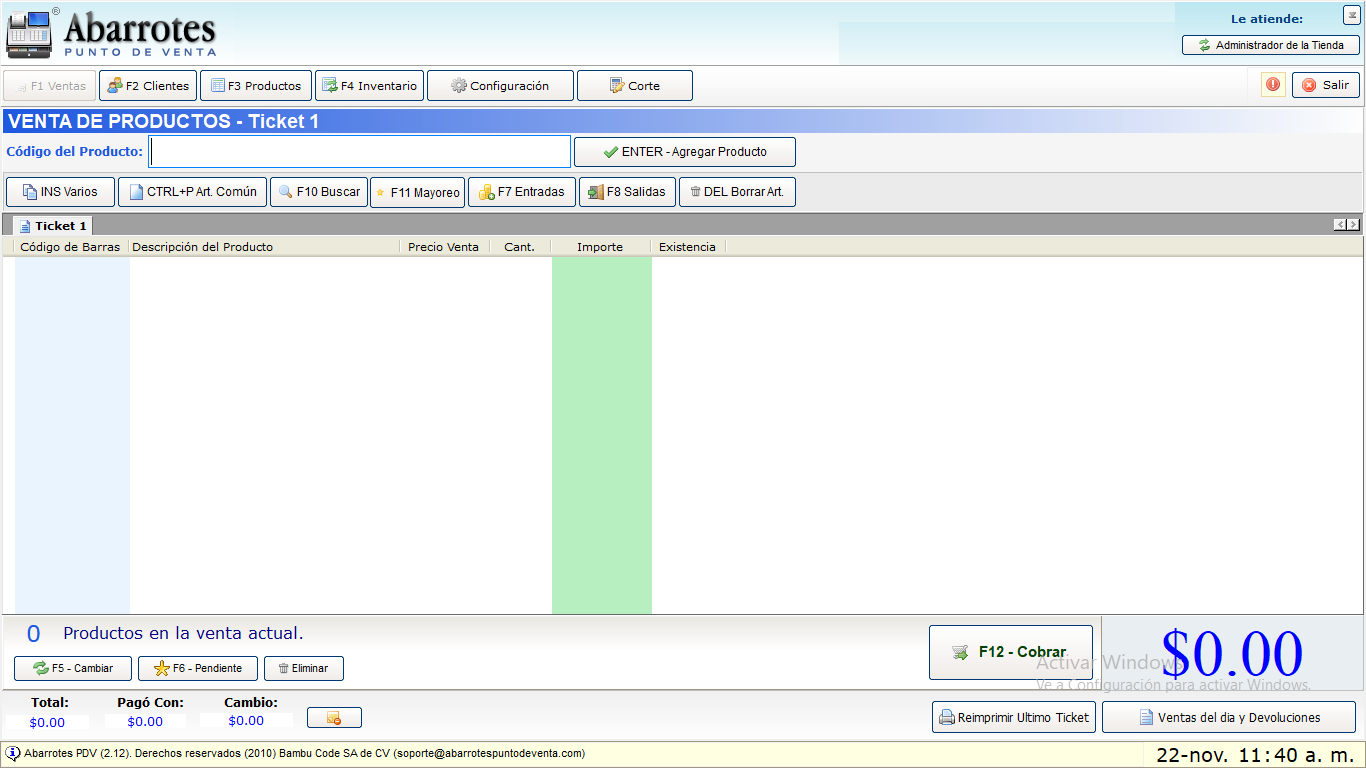 Abarrotes®
PUNTO DE VENTA
Le atiende:
Administrador de la Tienda
F1 Ventas
F2 Clientes
F3 Productos
F4 Inventario
Configuración
Corte
Salir
VENTA DE PRODUCTOS - Ticket 1
Código del Producto:
ENTER - Agregar Producto
INS Varios
CTRL+P Art. Común
F10 Buscar
F11 Mayoreo
F7 Entradas
F8 Salidas
DEL Borrar Art.
Ticket 1
Código de Barras Descripción del Producto Precio Venta Cant. Importe Existencia
0 Productos en la venta actual.
F5 - Cambiar
F6 - Pendiente
Eliminar
F12 - Cobrar
$0.00
Activar Windows
Ve a Configuración para activar Windows.
Total: Pagó Con: Cambio:
$0.00 $0.00 $0.00
Reimprimir Ultimo Ticket
Ventas del dia y Devoluciones
Abarrotes PDV (2.12). Derechos reservados (2010) Bambu Code SA de CV (soporte@abarrotespuntodeventa.com)
22-nov. 11:40 a. m.